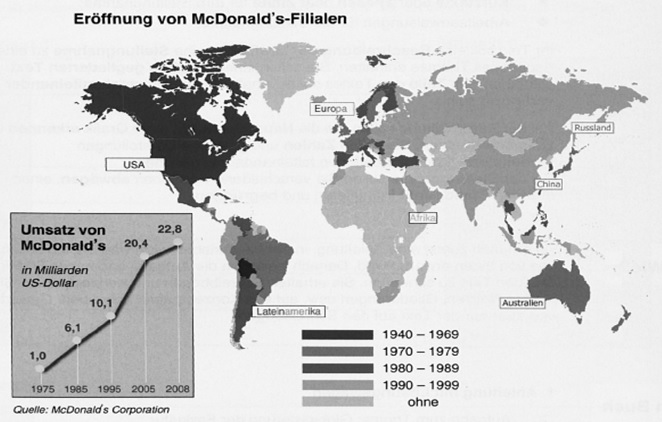 Eröffnung von McDonald's-Filialen
Europa
Russland
USA
China
Afrika
Australien
Lateinamerika
Umsatz von
McDonald's
in Milliarden
US-Dollar
22,8
20,4
10,1
6,1
1,0
1975 1985 1995 2005 2008
1940 – 1969
1970 – 1979
1980 – 1989
1990 – 1999
ohne
Quelle: McDonald's Corporation